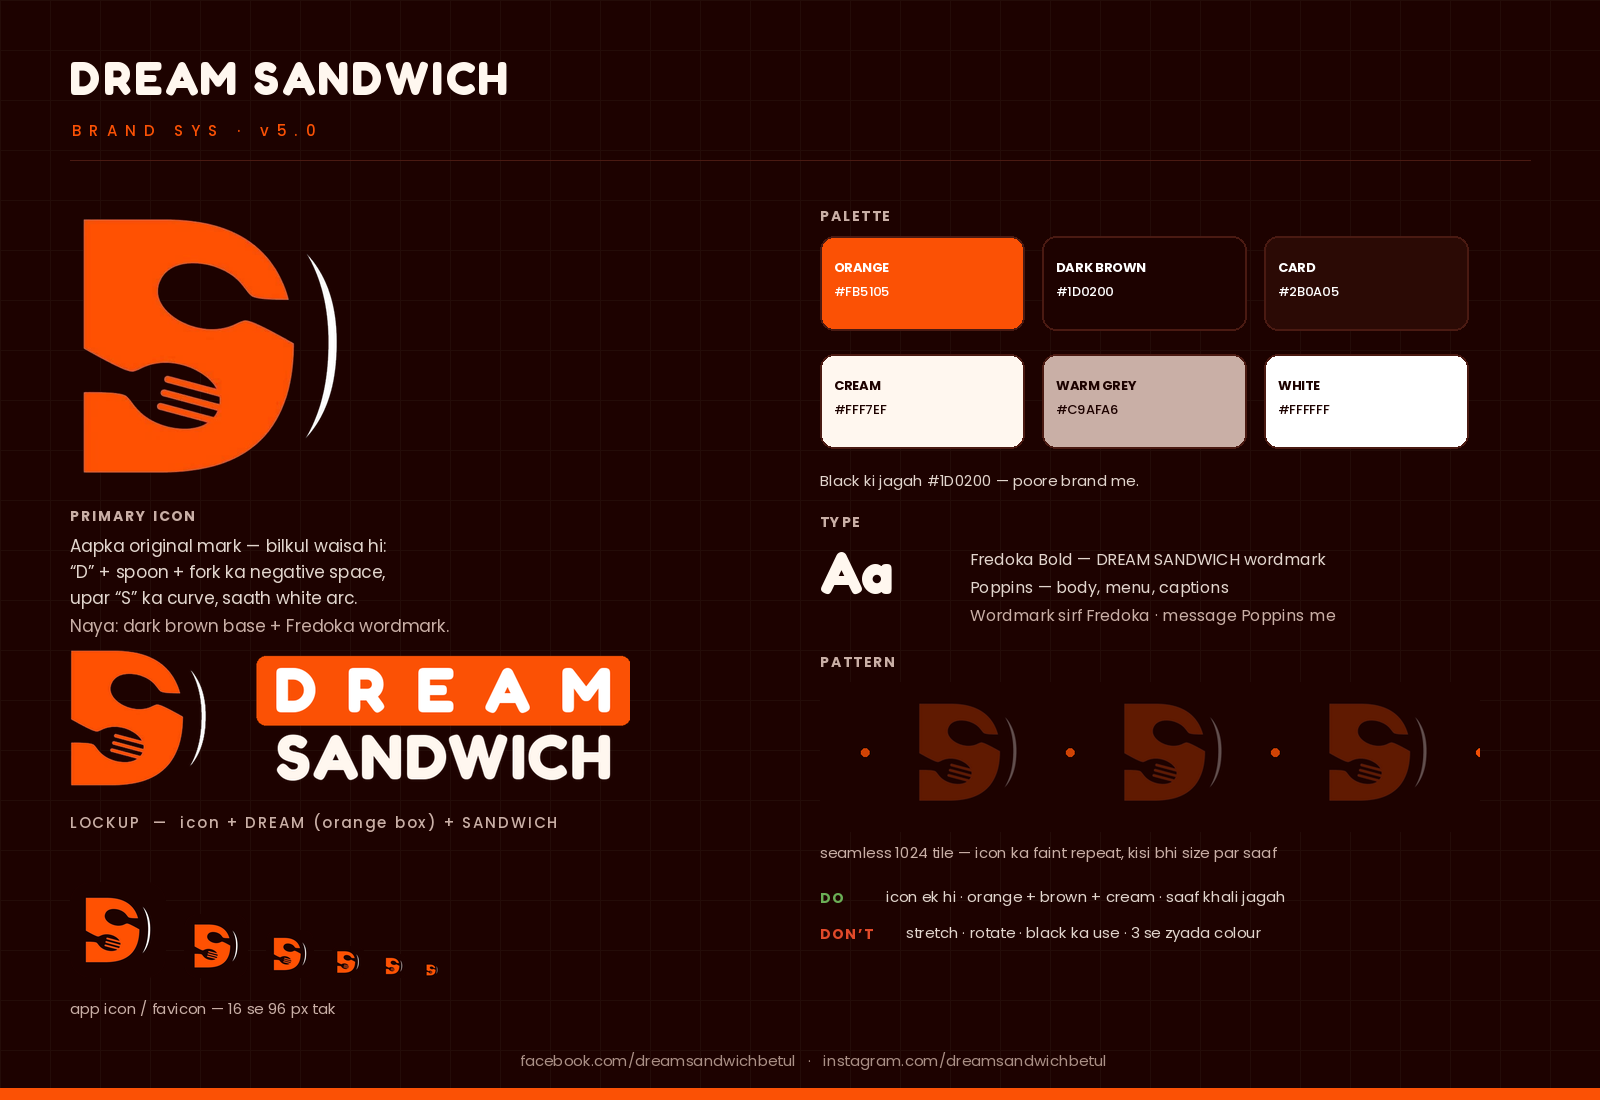 DREAM SANDWICH
BRAND SYS · v5.0
PRIMARY ICON
Aapka original mark — bilkul waisa hi:
“D” + spoon + fork ka negative space,
upar “S” ka curve, saath white arc.
Naya: dark brown base + Fredoka wordmark.
DREAM
SANDWICH
LOCKUP — icon + DREAM (orange box) + SANDWICH
app icon / favicon — 16 se 96 px tak
PALETTE
ORANGE
#FB5105
DARK BROWN
#1D0200
CARD
#2B0A05
CREAM
#FFF7EF
WARM GREY
#C9AFA6
WHITE
#FFFFFF
Black ki jagah #1D0200 — poore brand me.
TYPE
Aa
Fredoka Bold — DREAM SANDWICH wordmark
Poppins — body, menu, captions
Wordmark sirf Fredoka · message Poppins me
PATTERN
seamless 1024 tile — icon ka faint repeat, kisi bhi size par saaf
DO icon ek hi · orange + brown + cream · saaf khali jagah
DON’T stretch · rotate · black ka use · 3 se zyada colour
facebook.com/dreamsandwichbetul · instagram.com/dreamsandwichbetul